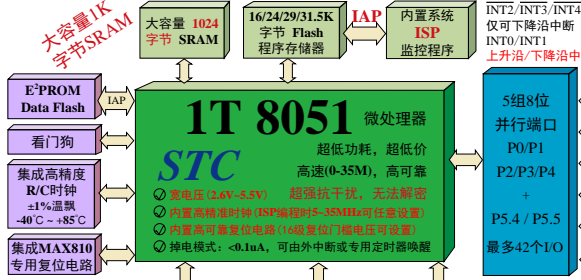 大容量1K
字节SRAM
大容量 1024
字节 SRAM
16/24/29/31.5K
字节 Flash
程序存储器
IAP
内置系统
ISP
监控程序
INT2/INT3/INT4
仅可下降沿中断
INT0/INT1
上升沿/下降沿中
E²PROM
Data Flash
IAP
看门狗
集成高精度
R/C时钟
±1%温飘
-40℃～+85℃
集成MAX810
专用复位电路
1T 8051 微处理器
超低功耗，超低价
STC 高速(0-35M)，高可靠
宽电压(2.6V~5.5V) 超强抗干扰，无法解密
内置高精准时钟(ISP编程时5~35MHz可任意设置)
内置高可靠复位电路(16级复位门槛电压可设置)
掉电模式：<0.1uA，可由外中断或专用定时器唤醒
5组8位
并行端口
P0/P1
P2/P3/P4
+
P5.4 / P5.5
最多42个I/O